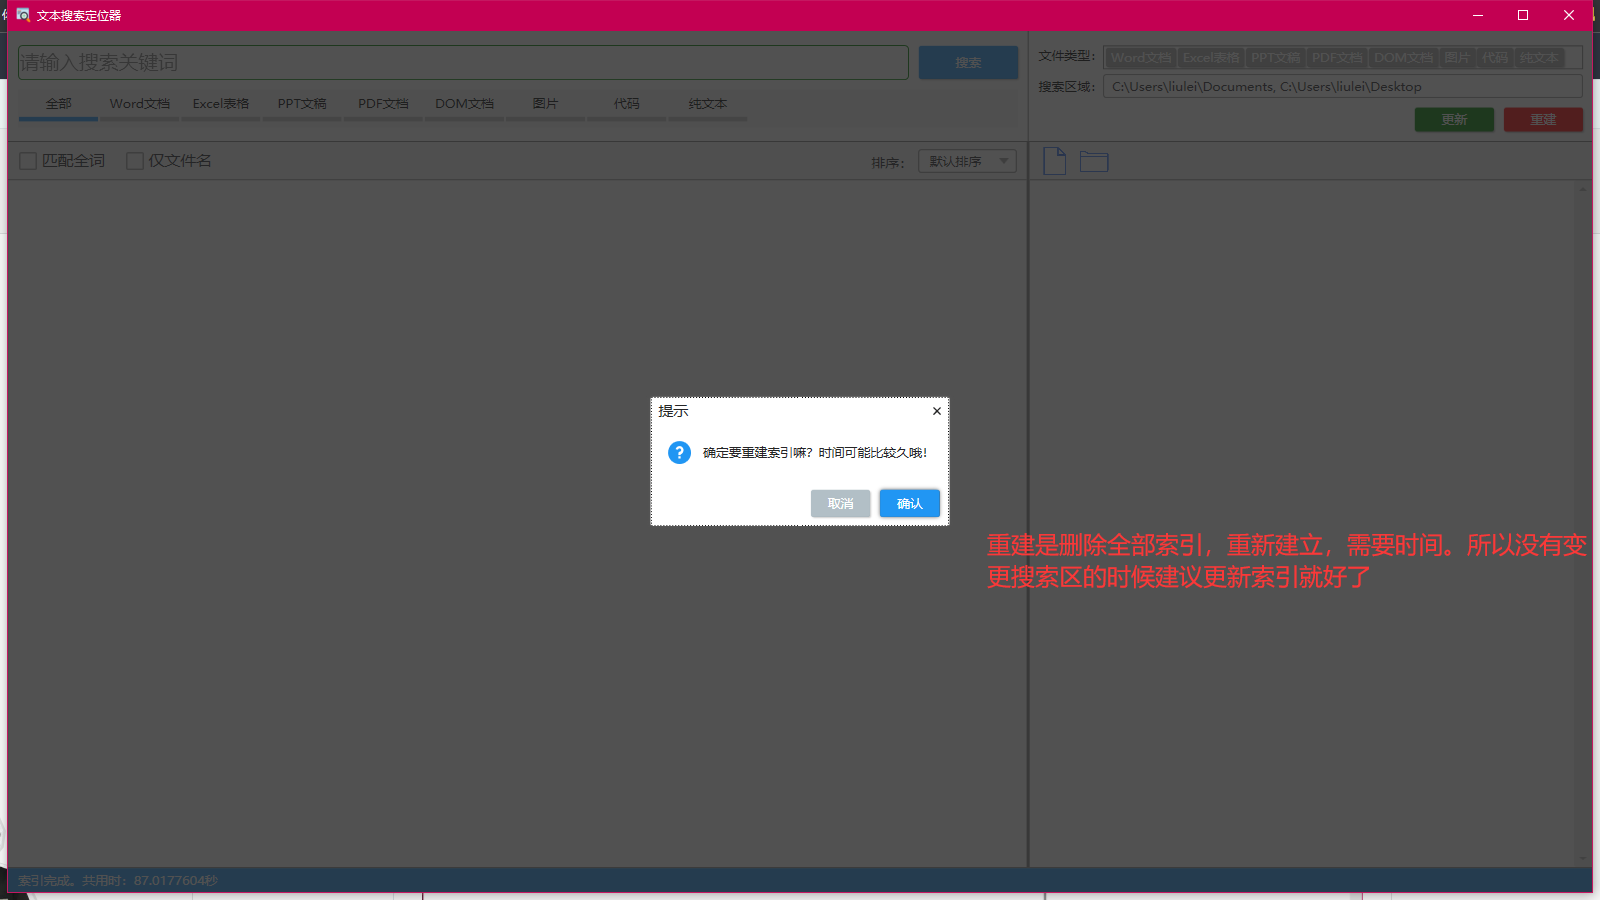 文本搜索定位器
请输入搜索关键词
搜索
全部 Word文档 Excel表格 PPT文稿 PDF文档 DOM文档 图片 代码 纯文本
文件类型： Word文档 Excel表格 PPT文稿 PDF文档 DOM文档 图片 代码 纯文本
搜索区域： C:\Users\liulei\Documents, C:\Users\liulei\Desktop
更新 重建
匹配全词 仅文件名 排序： 默认排序
提示
确定要重建索引嘛？时间可能比较久哦！
取消 确认
重建是删除全部索引，重新建立，需要时间。所以没有变
更搜索区的时候建议更新索引就好了
索引完成。共用时：87.0177604秒